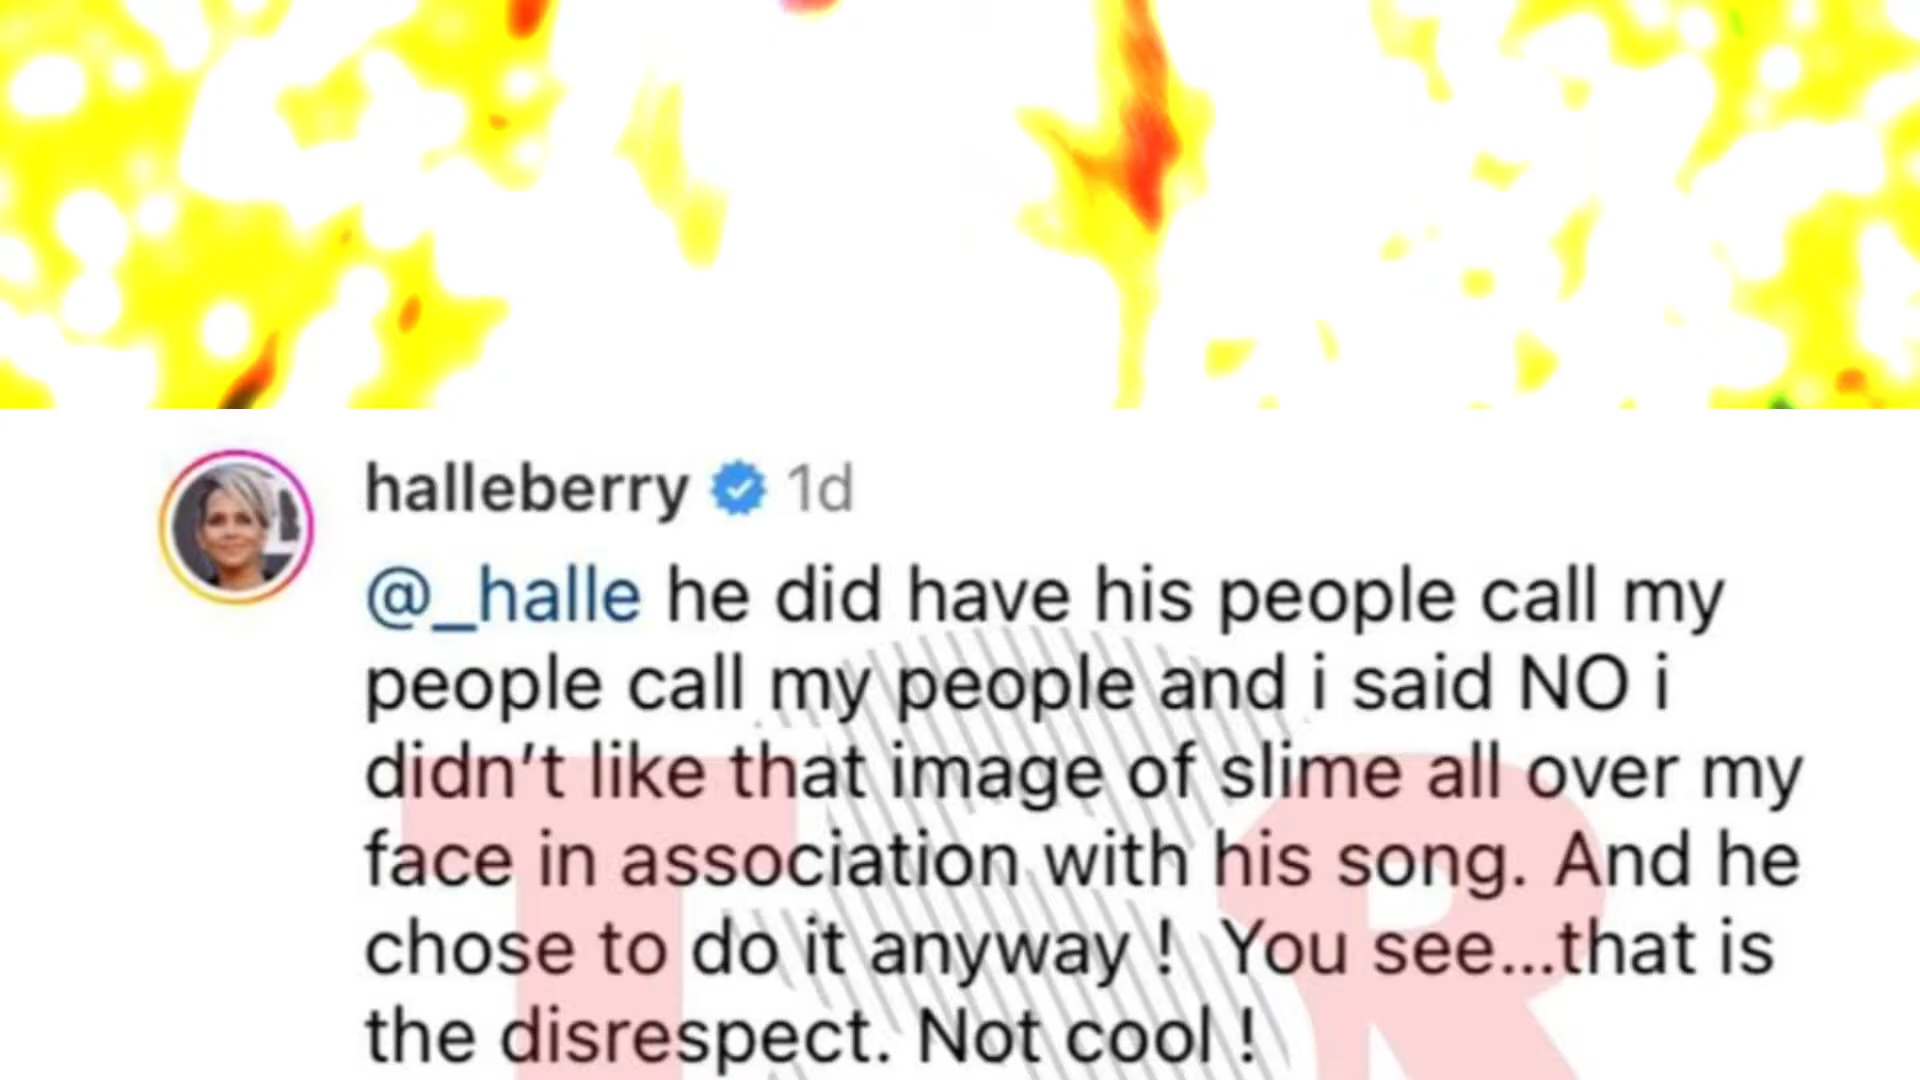 halleberry 1d
@_halle he did have his people call my
people call my people and i said NO i
didn’t like that image of slime all over my
face in association with his song. And he
chose to do it anyway ! You see...that is
the disrespect. Not cool !
T R